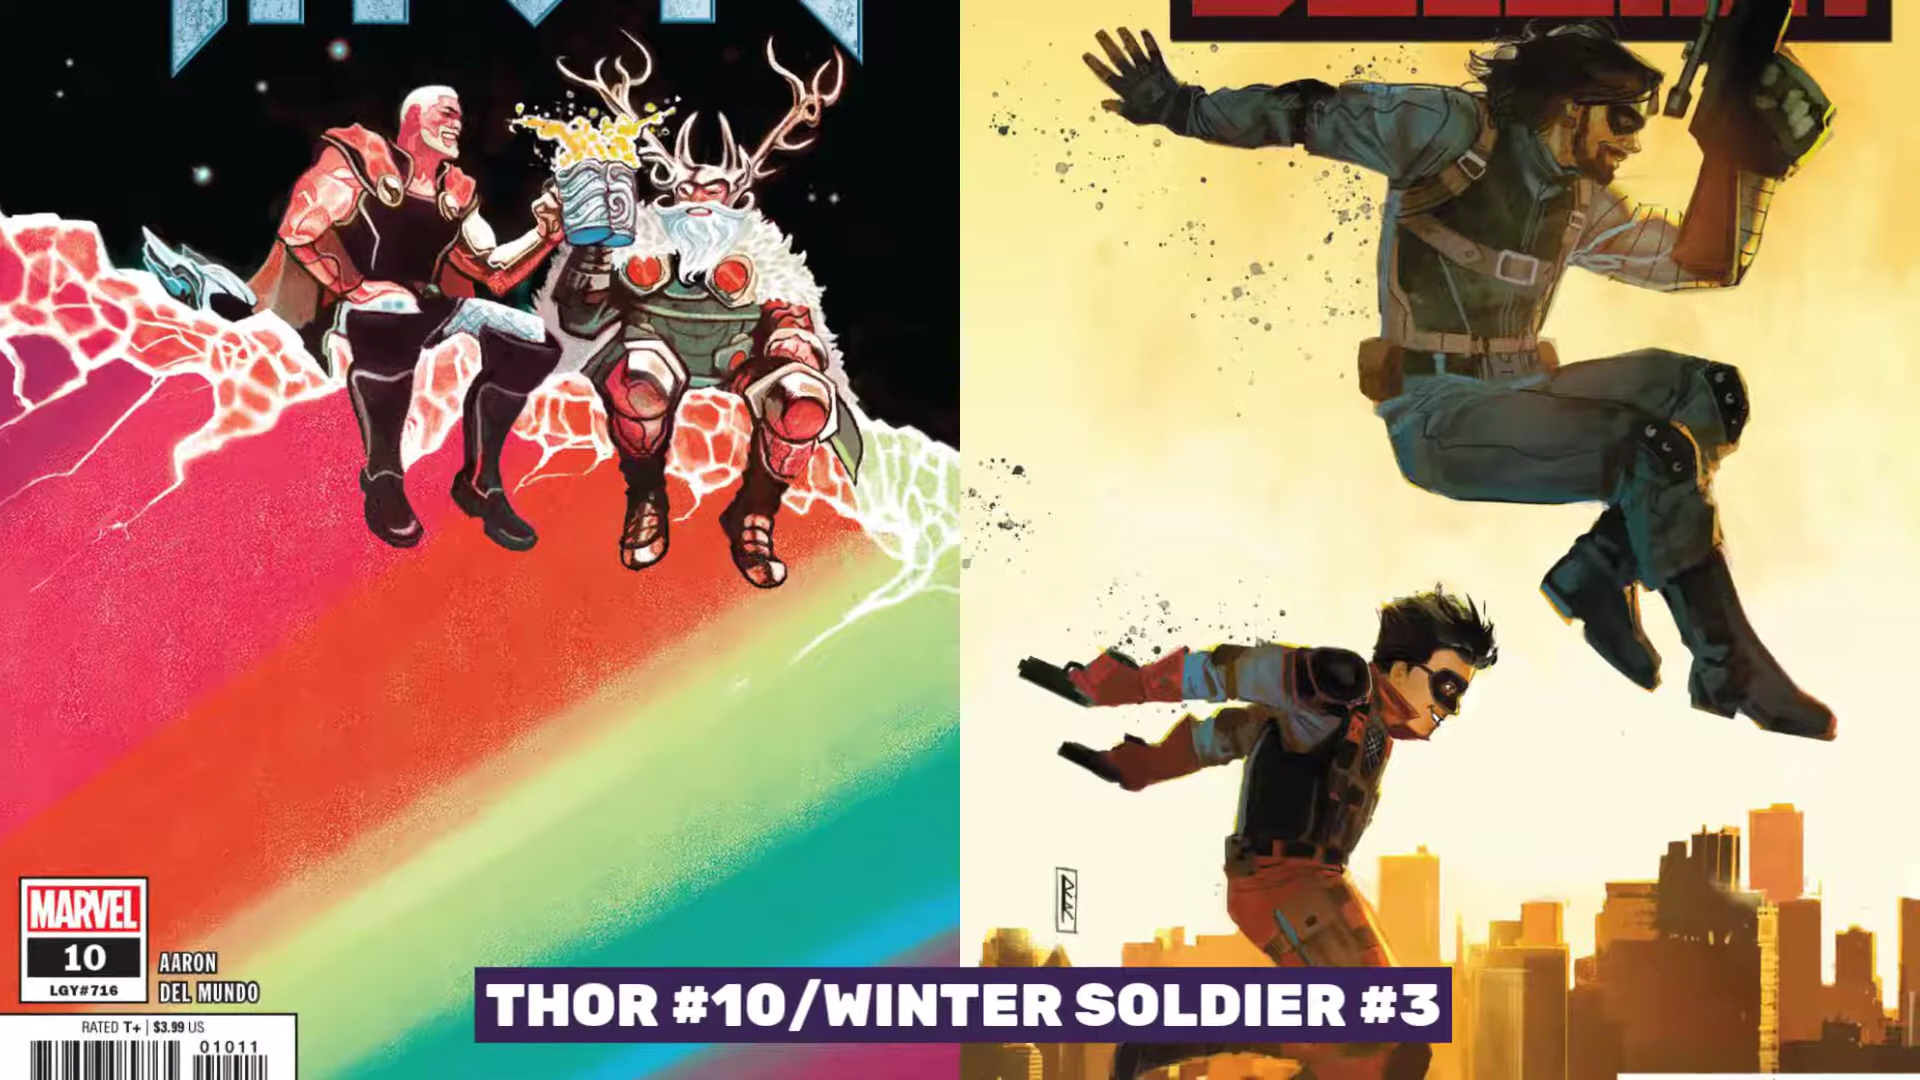 MARVEL
10
LGY#716
AARON
DEL MUNDO
RATED T+ | $3.99 US
01011
THOR #10/WINTER SOLDIER #3